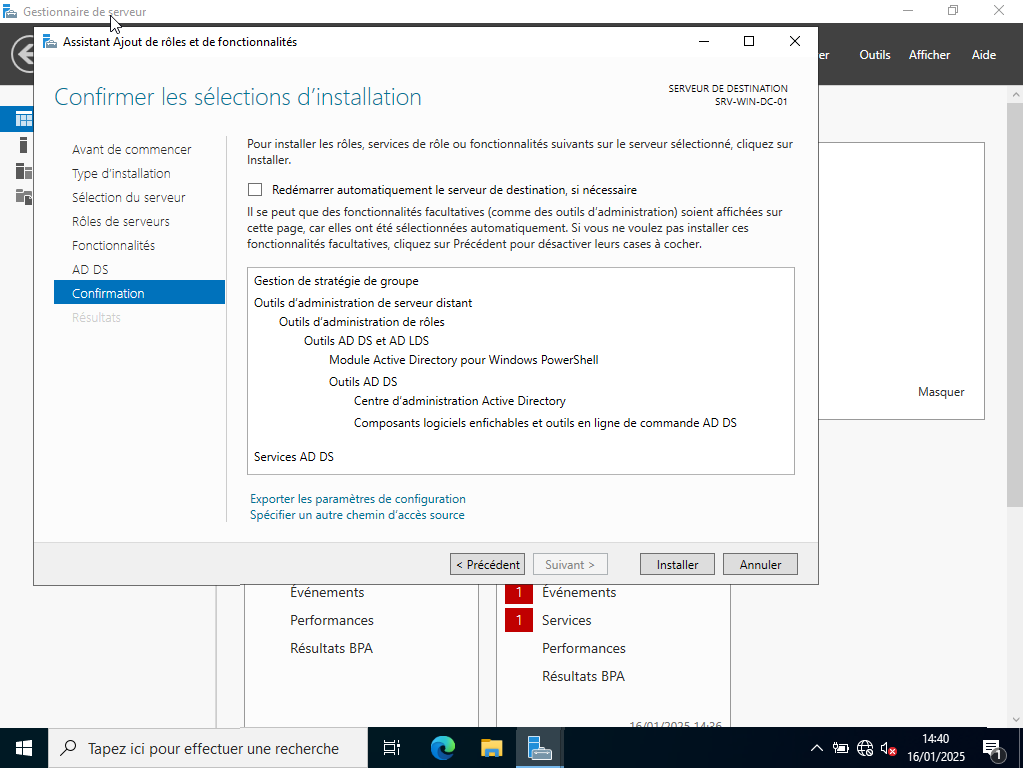 Gestionnaire de serveur
Assistant Ajout de rôles et de fonctionnalités
Outils
Afficher
Aide
Confirmer les sélections d'installation
SERVEUR DE DESTINATION
SRV-WIN-DC-01
Avant de commencer
Type d'installation
Sélection du serveur
Rôles de serveurs
Fonctionnalités
AD DS
Confirmation
Résultats
Pour installer les rôles, services de rôle ou fonctionnalités suivants sur le serveur sélectionné, cliquez sur
Installer.
Redémarrer automatiquement le serveur de destination, si nécessaire
Il se peut que des fonctionnalités facultatives (comme des outils d'administration) soient affichées sur
cette page, car elles ont été sélectionnées automatiquement. Si vous ne voulez pas installer ces
fonctionnalités facultatives, cliquez sur Précédent pour désactiver leurs cases à cocher.
Gestion de stratégie de groupe
Outils d'administration de serveur distant
Outils d'administration de rôles
Outils AD DS et AD LDS
Module Active Directory pour Windows PowerShell
Outils AD DS
Centre d'administration Active Directory
Composants logiciels enfichables et outils en ligne de commande AD DS
Services AD DS
Exporter les paramètres de configuration
Spécifier un autre chemin d'accès source
< Précédent
Suivant >
Installer
Annuler
Masquer
Événements
Performances
Résultats BPA
1 Événements
1 Services
Performances
Résultats BPA
16/01/2025 14:36
Tapez ici pour effectuer une recherche
14:40
16/01/2025
1